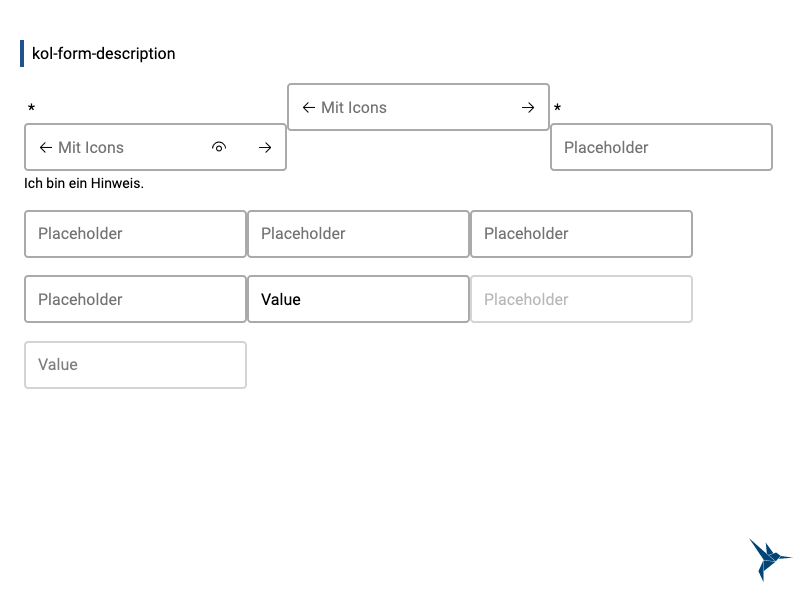 kol-form-description
*
Mit Icons
*
Mit Icons
Placeholder
Ich bin ein Hinweis.
Placeholder
Placeholder
Placeholder
Placeholder
Value
Placeholder
Value